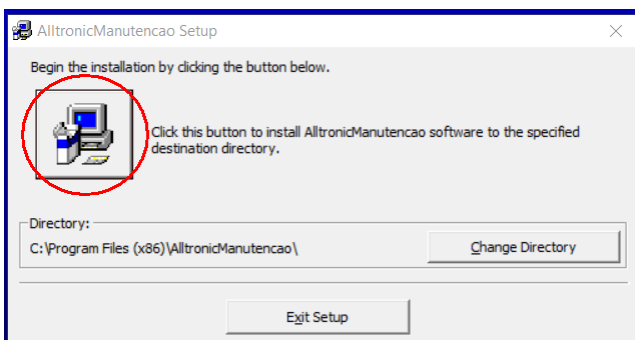 AlltronicManutencao Setup
Begin the installation by clicking the button below.
Click this button to install AlltronicManutencao software to the specified
destination directory.
Directory:
C:\Program Files (x86)\AlltronicManutencao\
Change Directory
Exit Setup